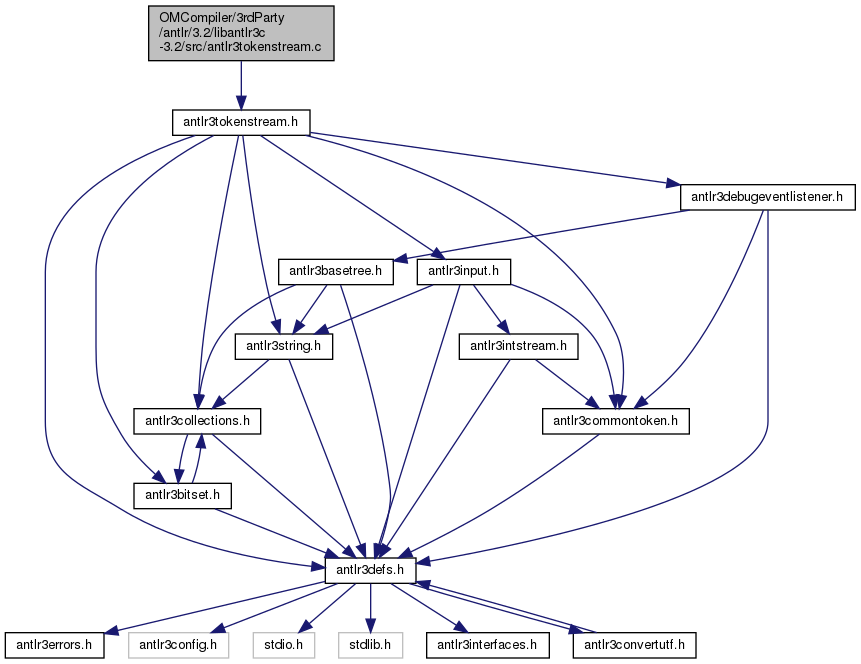 OMCompiler/3rdParty
/antlr/3.2/libantlr3c
-3.2/src/antlr3tokenstream.c
antlr3tokenstream.h
antlr3debugeventlistener.h
antlr3basetree.h
antlr3input.h
antlr3string.h
antlr3intstream.h
antlr3collections.h
antlr3commontoken.h
antlr3bitset.h
antlr3defs.h
antlr3errors.h
antlr3config.h
stdio.h
stdlib.h
antlr3interfaces.h
antlr3convertutf.h